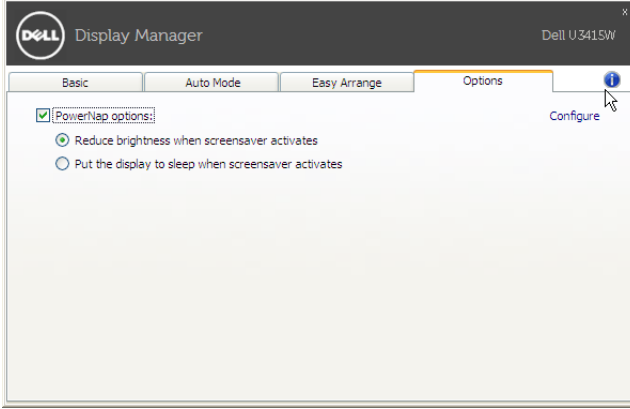 x
DELL Display Manager Dell U3415W
Basic Auto Mode Easy Arrange Options i
PowerNap options: Configure
Reduce brightness when screensaver activates
Put the display to sleep when screensaver activates